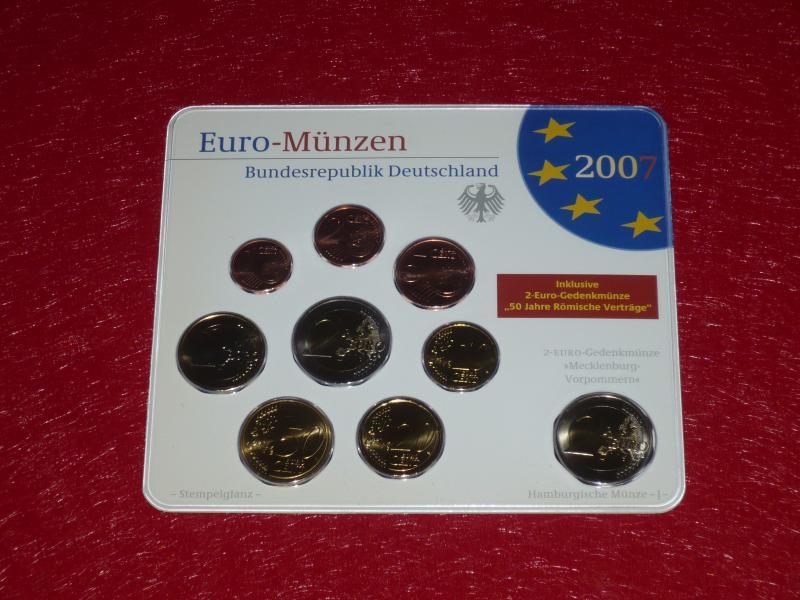 Euro-Münzen
Bundesrepublik Deutschland
2007
Inklusive
2-Euro-Gedenkmünze
„50 Jahre Römische Verträge“
2-EURO-Gedenkmünze
»Mecklenburg-
Vorpommern«
50
– Stempelglanz –
Hamburgische Münze – J –